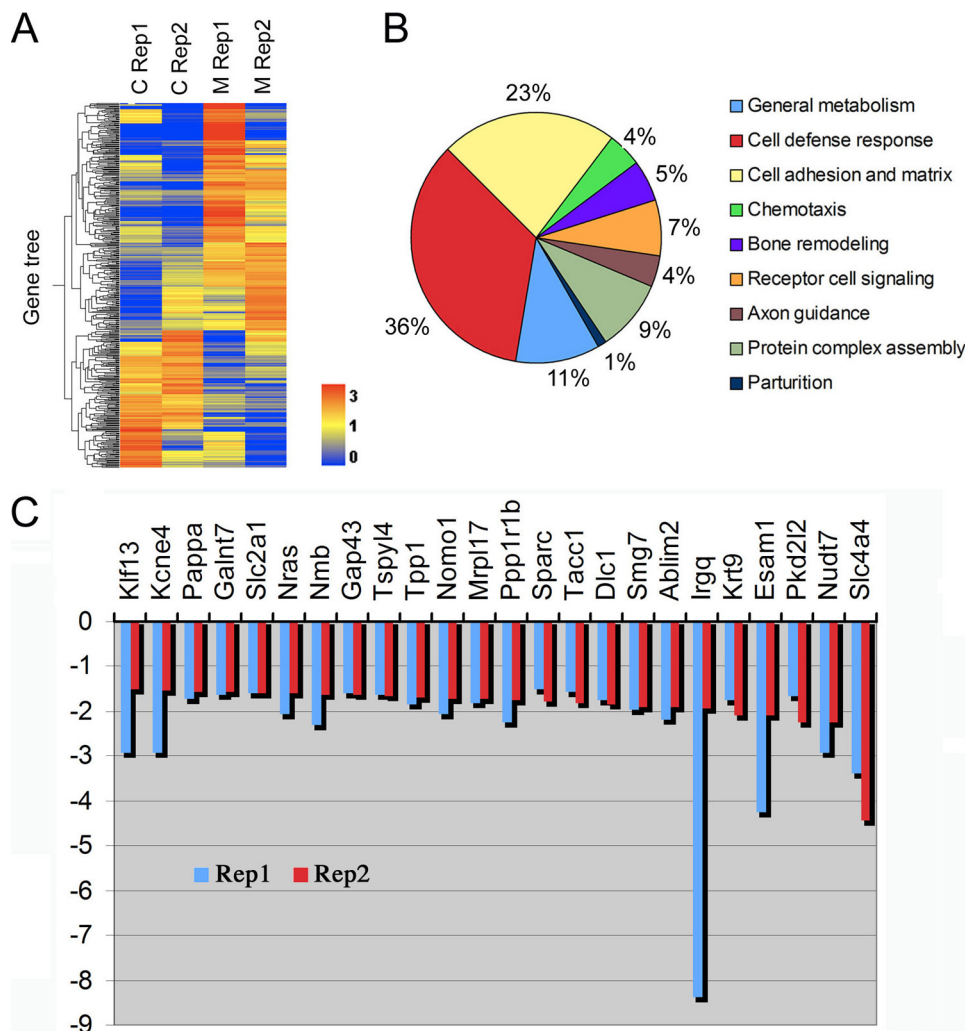 A
C Rep1
C Rep2
M Rep1
M Rep2
Gene tree
3
1
0
B
23%
4%
5%
7%
4%
9%
1%
11%
36%
General metabolism
Cell defense response
Cell adhesion and matrix
Chemotaxis
Bone remodeling
Receptor cell signaling
Axon guidance
Protein complex assembly
Parturition
C
Klf13
Kcne4
Pappa
Galnt7
Slc2a1
Nras
Nmb
Gap43
Tspyl4
Tpp1
Nomo1
Mrpl17
Ppp1r1b
Sparc
Tacc1
Dlc1
Smg7
Ablim2
Irgq
Krt9
Esam1
Pkd2l2
Nudt7
Slc4a4
0
-1
-2
-3
-4
-5
-6
-7
-8
-9
Rep1 Rep2